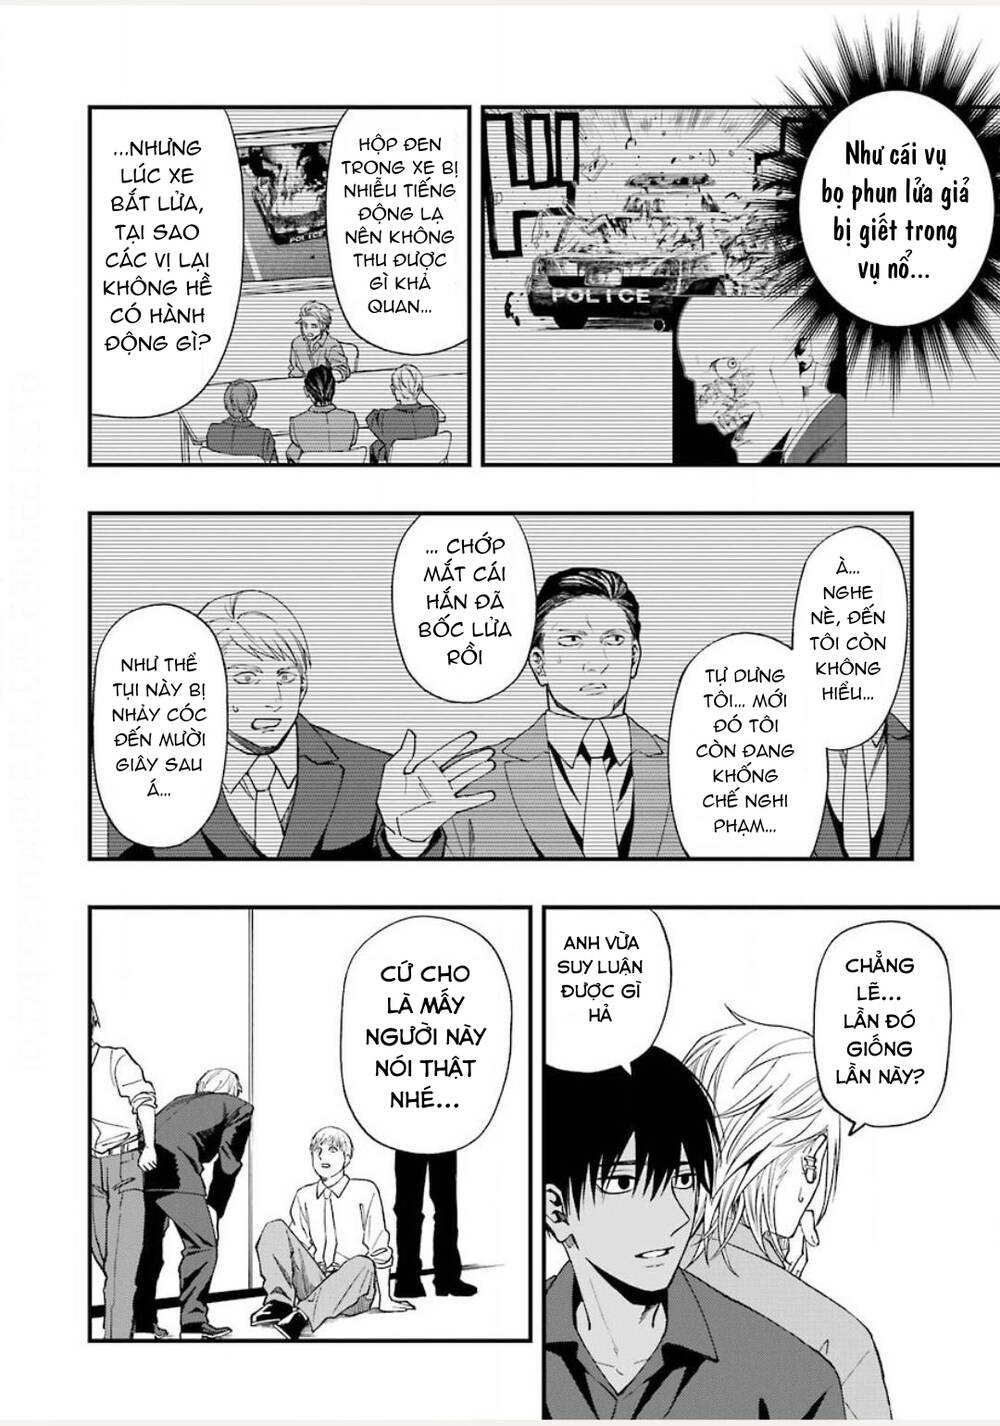 Như cái vụ
bọ phun lửa giả
bị giết trong
vụ nổ...
POLICE
HỘP ĐEN
TRONG XE BỊ
NHIỄU TIẾNG
ĐỘNG LẠ
NÊN KHÔNG
THU ĐƯỢC
GÌ KHẢ
QUAN...
POLICE
...NHƯNG
LÚC XE
BẮT LỬA,
TẠI SAO
CÁC VỊ LẠI
KHÔNG HỀ
CÓ HÀNH
ĐỘNG GÌ?
À...
NGHE
NÈ, ĐẾN
TÔI CÒN
KHÔNG
HIỂU...
TỰ DƯNG
TÔI... MỚI
ĐÓ TÔI
CÒN ĐANG
KHỐNG
CHẾ NGHI
PHẠM...
... CHỚP
MẮT CÁI
HẮN ĐÃ
BỐC LỬA
RỒI
NHƯ THỂ
TỤI NÀY BỊ
NHẢY CÓC
ĐẾN MƯỜI
GIÂY SAU
Á...
CHẲNG
LẼ...
LẦN ĐÓ
GIỐNG
LẦN NÀY?
ANH VỪA
SUY LUẬN
ĐƯỢC GÌ
HẢ
CỨ CHO
LÀ MẤY
NGƯỜI NÀY
NÓI THẬT
NHÉ...